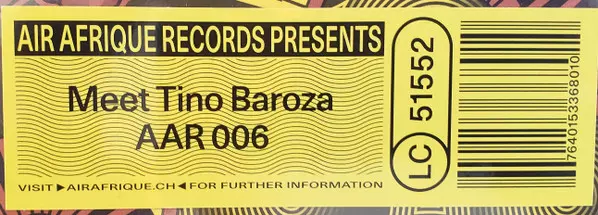 AIR AFRIQUE RECORDS PRESENTS
Meet Tino Baroza
AAR 006
VISIT ►AIRAFRIQUE.CH◄ FOR FURTHER INFORMATION
LC 51552
7640153368010